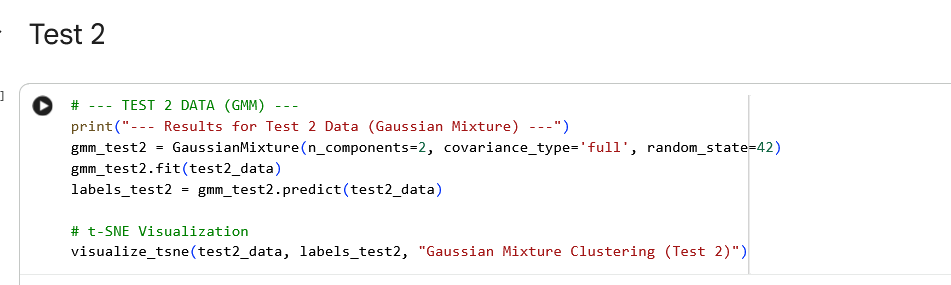 Test 2
]
# --- TEST 2 DATA (GMM) ---
print("--- Results for Test 2 Data (Gaussian Mixture) ---")
gmm_test2 = GaussianMixture(n_components=2, covariance_type='full', random_state=42)
gmm_test2.fit(test2_data)
labels_test2 = gmm_test2.predict(test2_data)

# t-SNE Visualization
visualize_tsne(test2_data, labels_test2, "Gaussian Mixture Clustering (Test 2)")